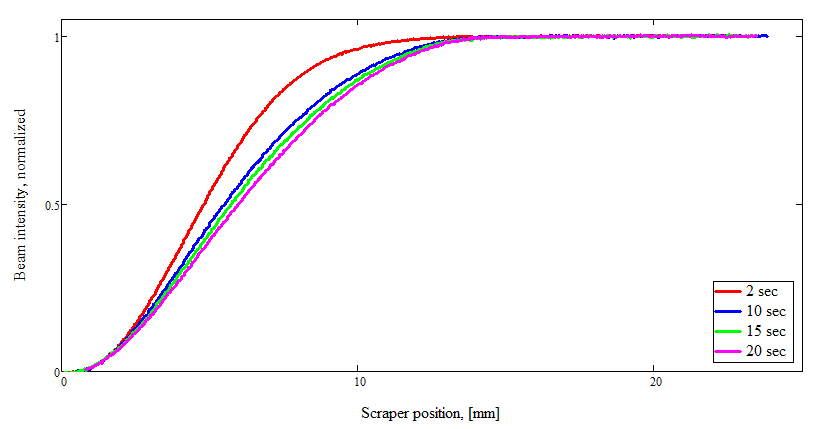 1
Beam intensity, normalized
0.5
2 sec
10 sec
15 sec
20 sec
0
0
10
20
Scraper position, [mm]